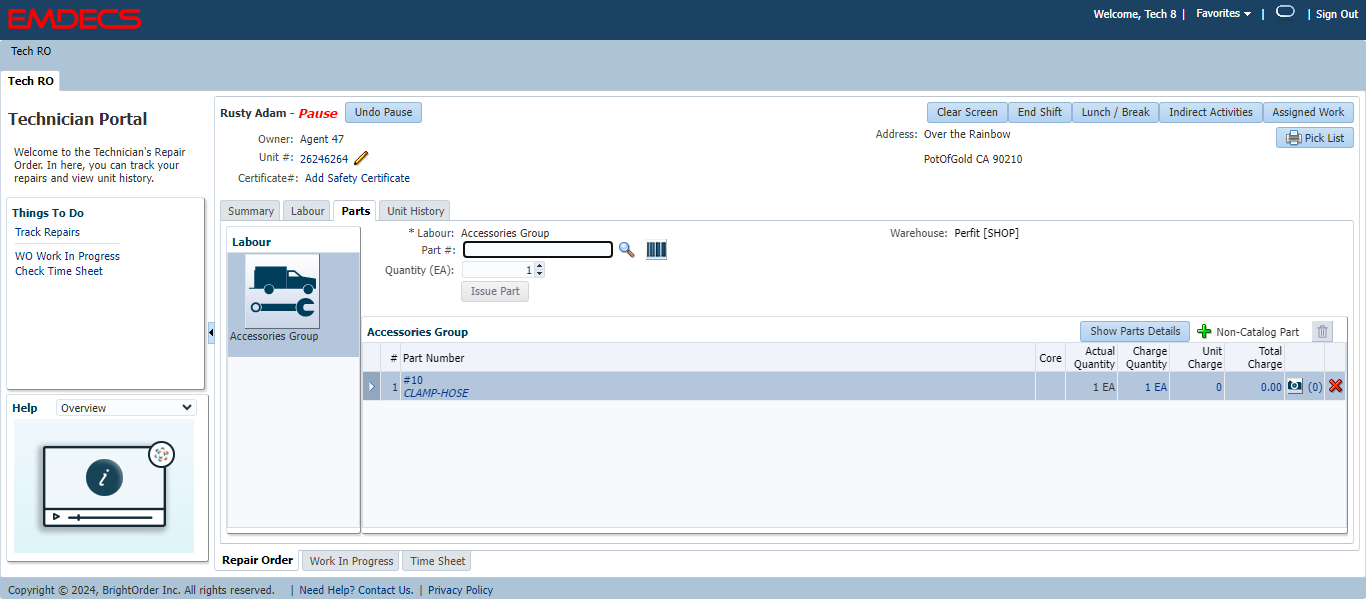 EMDECS
Welcome, Tech 8 | Favorites | | Sign Out
Tech RO
Tech RO
Technician Portal
Welcome to the Technician's Repair
Order. In here, you can track your
repairs and view unit history.
Things To Do
Track Repairs
WO Work In Progress
Check Time Sheet
Help
Overview
i
Rusty Adam - Pause
Undo Pause
Clear Screen
End Shift
Lunch / Break
Indirect Activities
Assigned Work
Owner: Agent 47
Address: Over the Rainbow
Pick List
Unit #: 26246264
PotOfGold CA 90210
Certificate#: Add Safety Certificate
Summary
Labour
Parts
Unit History
Labour
Accessories Group
* Labour: Accessories Group
Warehouse: Perfit [SHOP]
Part #:
Quantity (EA): 1
Issue Part
Accessories Group
Show Parts Details
Non-Catalog Part
# Part Number
Core
Actual
Quantity
Charge
Quantity
Unit
Charge
Total
Charge
1
#10
CLAMP-HOSE
1 EA
1 EA
0
0.00
(0)
Repair Order
Work In Progress
Time Sheet
Copyright © 2024, BrightOrder Inc. All rights reserved. | Need Help? Contact Us. | Privacy Policy